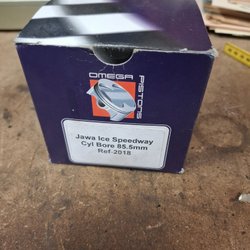 OMEGA
PISTONS
Jawa Ice Speedway
Cyl Bore 85.5mm
Ref-2018